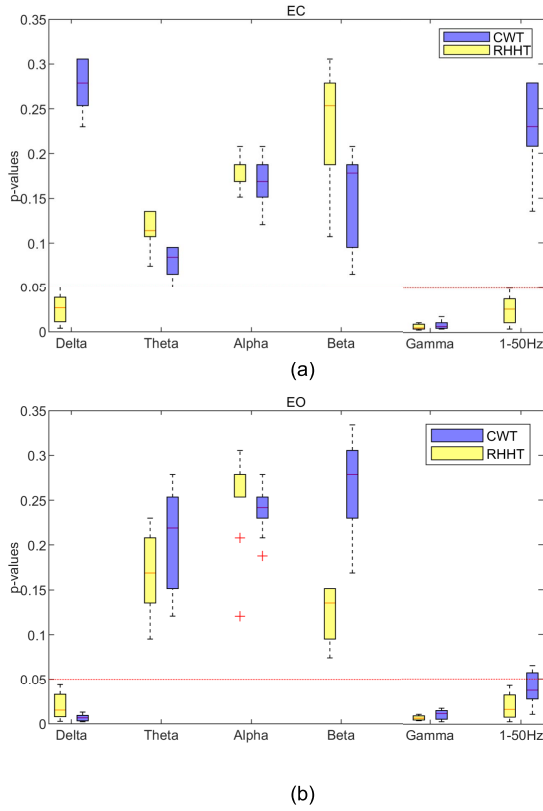 EC
0.35
0.3
0.25
0.2
0.15
0.1
0.05
0
p-values
CWT
RHHT
Delta Theta Alpha Beta Gamma 1-50Hz
(a)
EO
0.35
0.3
0.25
0.2
0.15
0.1
0.05
0
p-values
CWT
RHHT
Delta Theta Alpha Beta Gamma 1-50Hz
(b)